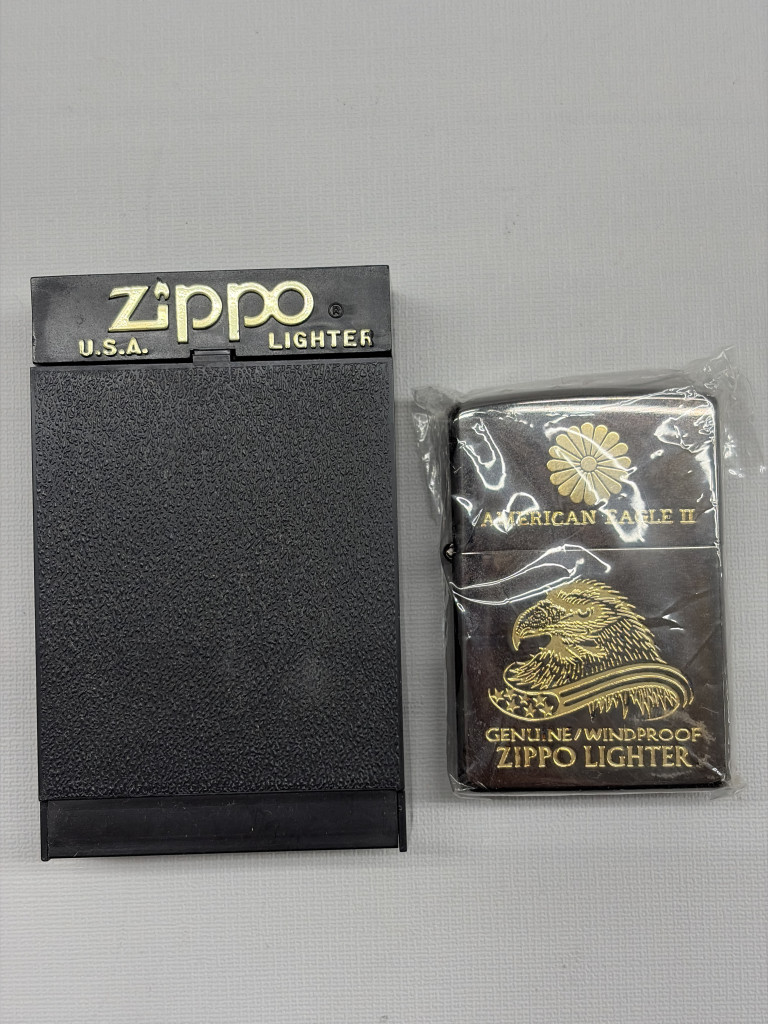 Zippo ®
U.S.A. LIGHTER
AMERICAN EAGLE II
GENUINE/WINDPROOF
ZIPPO LIGHTER